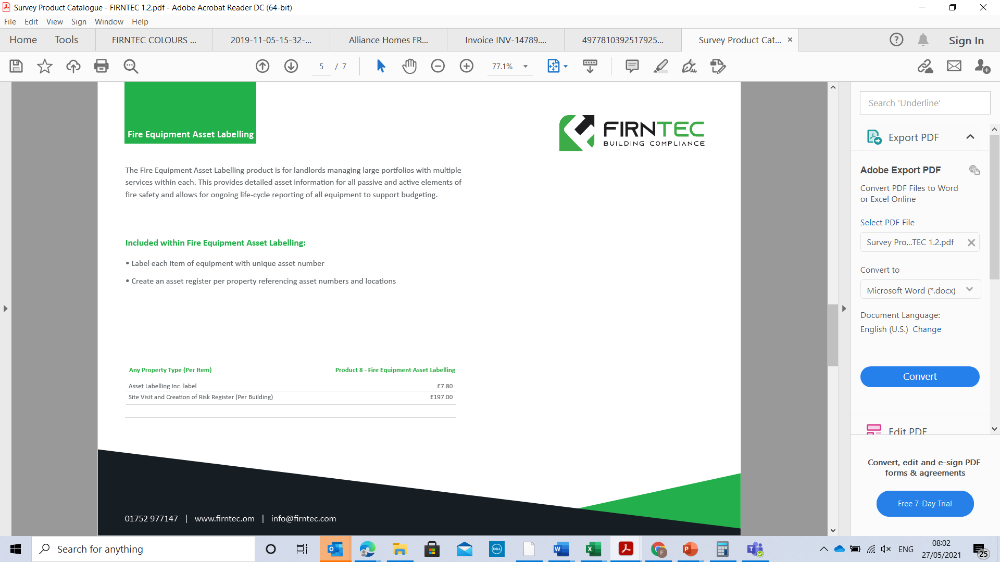 Survey Product Catalogue - FIRNTEC 1.2.pdf - Adobe Acrobat Reader DC (64-bit)
File Edit View Sign Window Help
Home Tools FIRNTEC COLOURS ... 2019-11-05-15-32-... Alliance Homes FR... Invoice INV-14789.... 4977810392517925... Survey Product Cat... Sign In
5 / 7 77.1%
Fire Equipment Asset Labelling
FIRNTEC
BUILDING COMPLIANCE
The Fire Equipment Asset Labelling product is for landlords managing large portfolios with multiple
services within each. This provides detailed asset information for all passive and active elements of
fire safety and allows for ongoing life-cycle reporting of all equipment to support budgeting.
Included within Fire Equipment Asset Labelling:
• Label each item of equipment with unique asset number
• Create an asset register per property referencing asset numbers and locations
Any Property Type (Per Item) Product 8 - Fire Equipment Asset Labelling
Asset Labelling Inc. label £7.80
Site Visit and Creation of Risk Register (Per Building) £197.00
01752 977147 | www.firntec.om | info@firntec.com
Search 'Underline'
Export PDF
Adobe Export PDF
Convert PDF Files to Word
or Excel Online
Select PDF File
Survey Pro...TEC 1.2.pdf
Convert to
Microsoft Word (*.docx)
Document Language:
English (U.S.) Change
Convert
Edit PDF
Convert, edit and e-sign PDF
forms & agreements
Free 7-Day Trial
Search for anything
DELL
ENG
08:02
27/05/2021
25